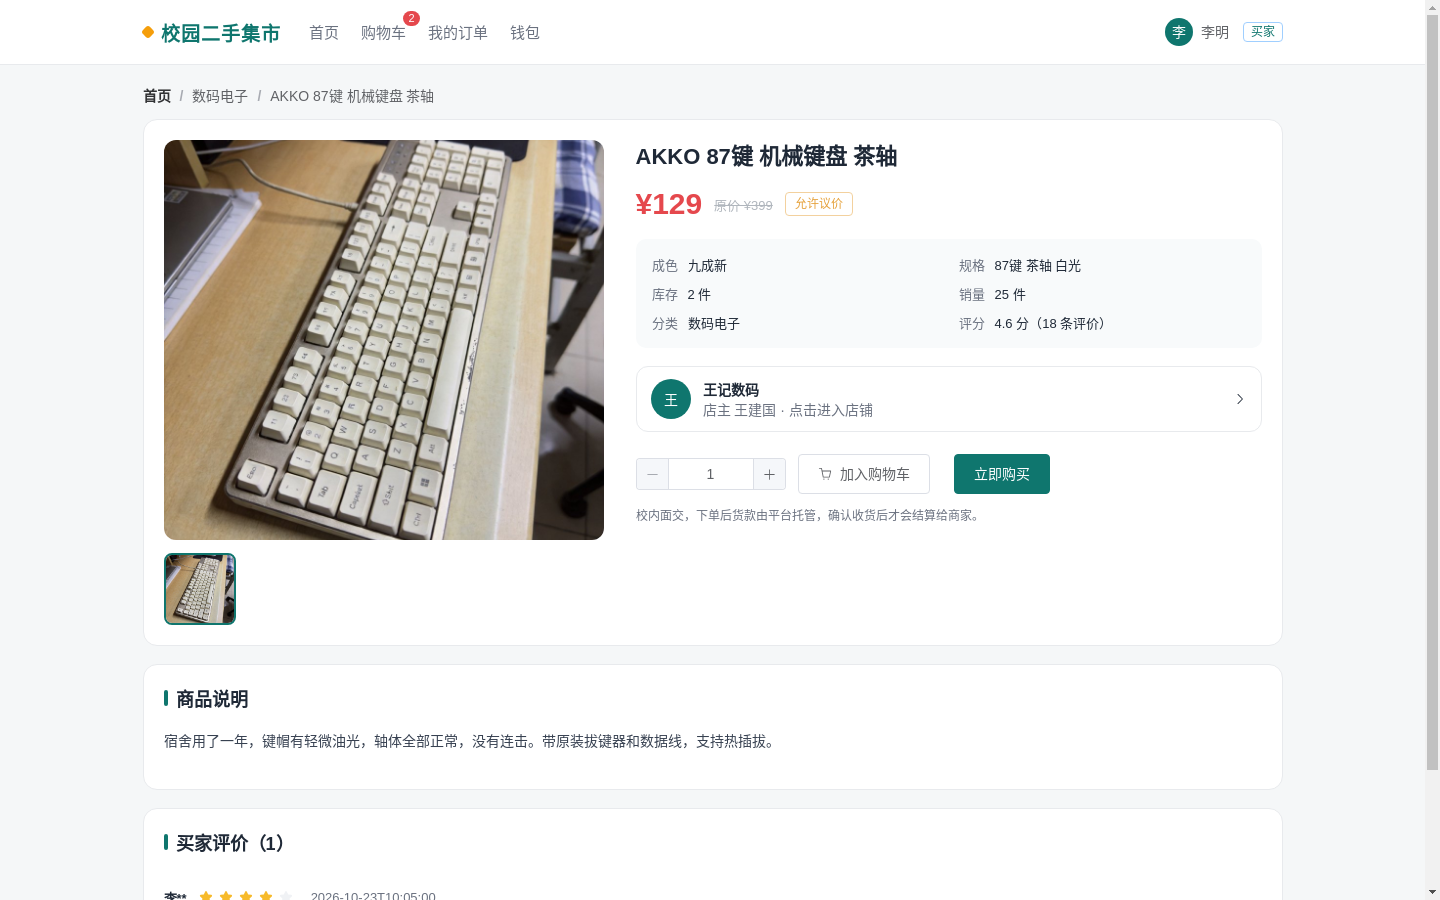 校园二手集市 首页 购物车 2 我的订单 钱包 李 李明 买家
首页 / 数码电子 / AKKO 87键 机械键盘 茶轴
AKKO 87键 机械键盘 茶轴
¥129 原价 ¥399 允许议价
成色 九成新 规格 87键 茶轴 白光
库存 2 件 销量 25 件
分类 数码电子 评分 4.6 分（18 条评价）
王 王记数码
店主 王建国 · 点击进入店铺
1 加入购物车 立即购买
校内面交，下单后货款由平台托管，确认收货后才会结算给商家。
商品说明
宿舍用了一年，键帽有轻微油光，轴体全部正常，没有连击。带原装拔键器和数据线，支持热插拔。
买家评价（1）
李** 2026-10-23T10:05:00